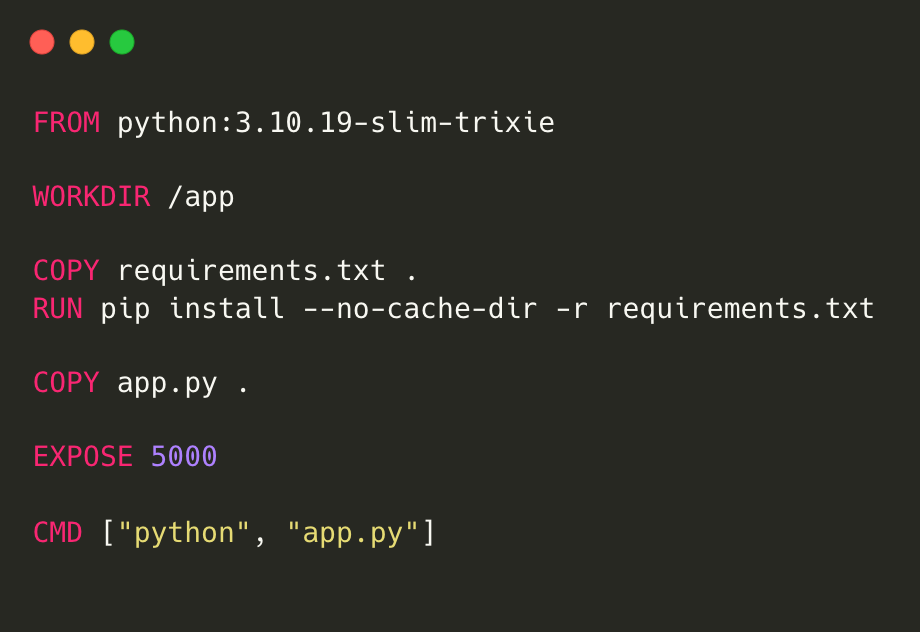 FROM python:3.10.19-slim-trixie
WORKDIR /app
COPY requirements.txt .
RUN pip install --no-cache-dir -r requirements.txt
COPY app.py .
EXPOSE 5000
CMD ["python", "app.py"]